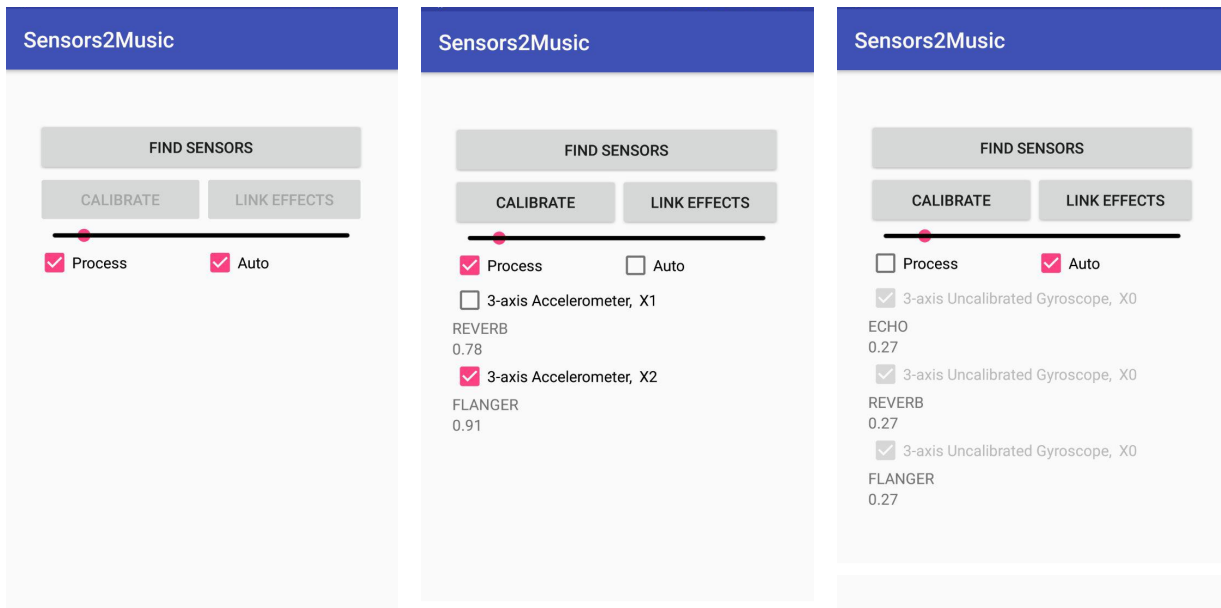 Sensors2Music
FIND SENSORS
CALIBRATE LINK EFFECTS
Process Auto
Sensors2Music
FIND SENSORS
CALIBRATE LINK EFFECTS
Process Auto
3-axis Accelerometer, X1
REVERB
0.78
3-axis Accelerometer, X2
FLANGER
0.91
Sensors2Music
FIND SENSORS
CALIBRATE LINK EFFECTS
Process Auto
3-axis Uncalibrated Gyroscope, X0
ECHO
0.27
3-axis Uncalibrated Gyroscope, X0
REVERB
0.27
3-axis Uncalibrated Gyroscope, X0
FLANGER
0.27